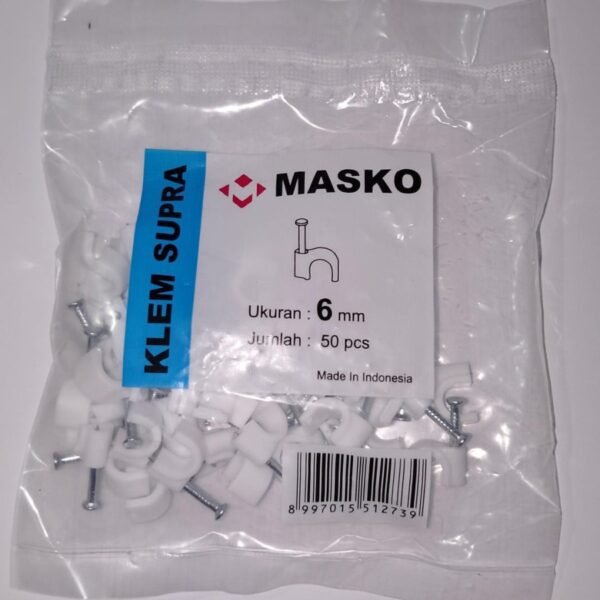 KLEM SUPRA
MASKO
Ukuran : 6 mm
Jumlah : 50 pcs
Made In Indonesia
8 997015 512739